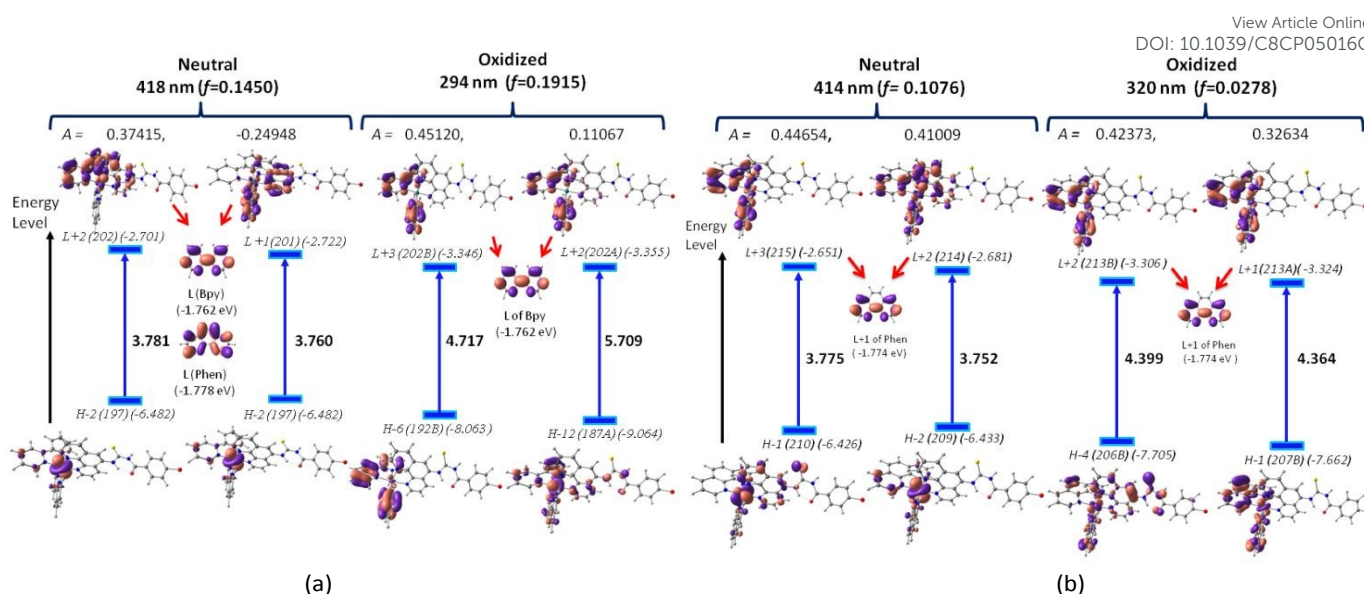 View Article Online
DOI: 10.1039/C8CP05016G
Neutral
418 nm (f=0.1450)
Oxidized
294 nm (f=0.1915)
A = 0.37415, -0.24948
A = 0.45120, 0.11067
Energy
Level
L+2 (202) (-2.701)
L+1(201) (-2.722)
L+3 (202B) (-3.346)
L+2(202A) (-3.355)
L (Bpy)
(-1.762 eV)
L (Phen)
(-1.778 eV)
L of Bpy
(-1.762 eV)
3.781
3.760
4.717
5.709
H-2 (197) (-6.482)
H-2 (197) (-6.482)
H-6 (192B) (-8.063)
H-12 (187A) (-9.064)
(a)
Neutral
414 nm (f= 0.1076)
Oxidized
320 nm (f=0.0278)
A = 0.44654, 0.41009
A = 0.42373, 0.32634
Energy
Level
L+3(215) (-2.651)
L+2 (214) (-2.681)
L+2 (213B) (-3.306)
L+1(213A)(-3.324)
L+1 of Phen
(-1.774 eV )
L+1 of Phen
(-1.774 eV )
3.775
3.752
4.399
4.364
H-1 (210) (-6.426)
H-2 (209) (-6.433)
H-4 (206B) (-7.705)
H-1 (207B) (-7.662)
(b)